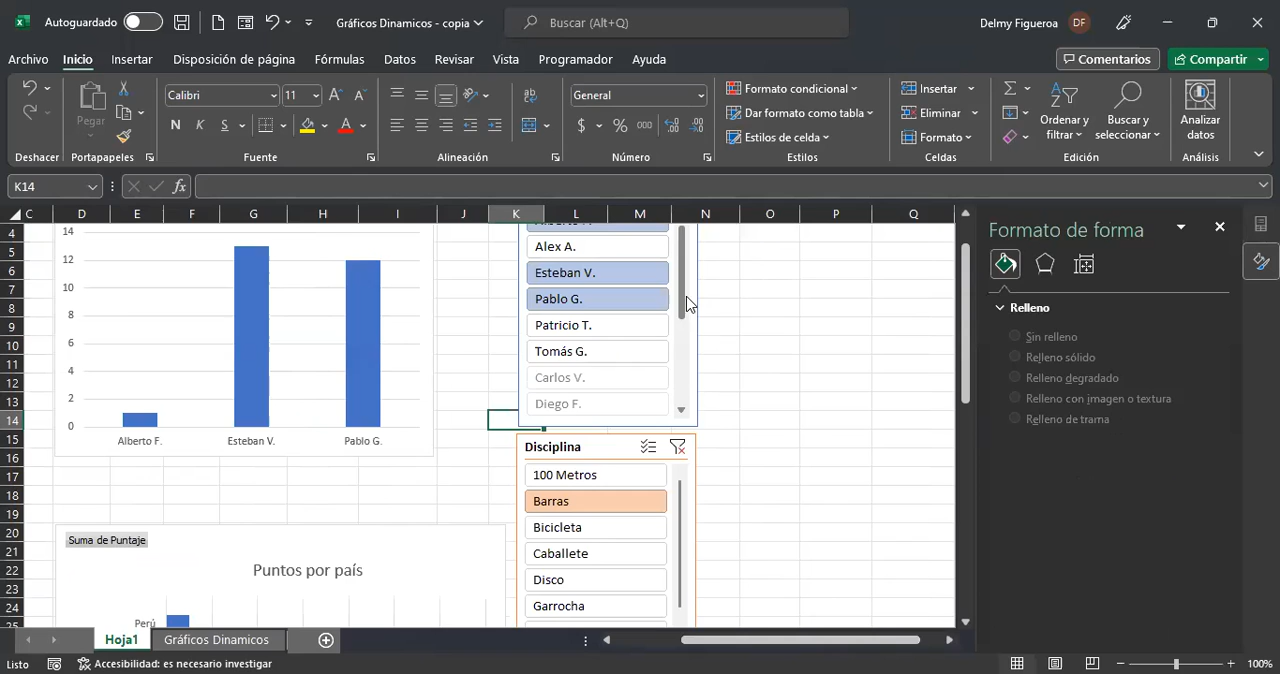 Autoguardado
Gráficos Dinamicos - copia
Buscar (Alt+Q)
Delmy Figueroa
DF
Archivo Inicio Insertar Disposición de página Fórmulas Datos Revisar Vista Programador Ayuda
Comentarios
Compartir
Pegar
Calibri 11
N K S
General
$ % 000
Formato condicional
Dar formato como tabla
Estilos de celda
Insertar
Eliminar
Formato
Ordenar y
filtrar
Buscar y
seleccionar
Analizar
datos
Deshacer Portapapeles Fuente Alineación Número Estilos Celdas Edición Análisis
K14
fx
C D E F G H I J K L M N O P Q
4
5
6
7
8
9
10
11
12
13
14
15
16
17
18
19
20
21
22
23
24
14
12
10
8
6
4
2
0
Alberto F. Esteban V. Pablo G.
Alex A.
Esteban V.
Pablo G.
Patricio T.
Tomás G.
Carlos V.
Diego F.
Disciplina
100 Metros
Barras
Bicicleta
Caballete
Disco
Garrocha
Suma de Puntaje
Puntos por país
Perú
Formato de forma
Relleno
Sin relleno
Relleno sólido
Relleno degradado
Relleno con imagen o textura
Relleno de trama
Hoja1 Gráficos Dinamicos
Listo
Accesibilidad: es necesario investigar
100%